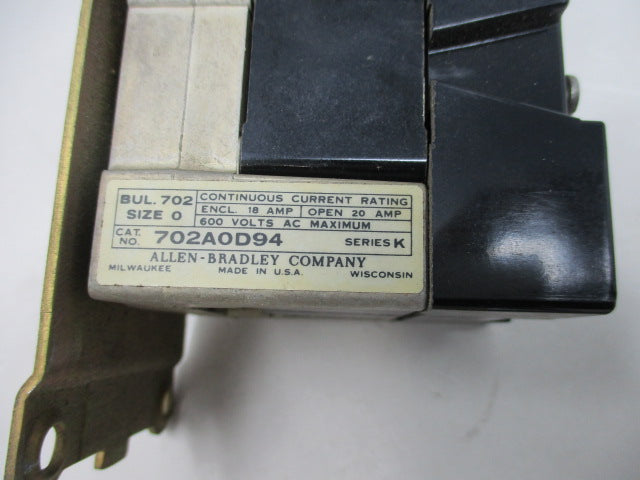 BUL. 702 CONTINUOUS CURRENT RATING
SIZE 0 ENCL. 18 AMP OPEN 20 AMP
600 VOLTS AC MAXIMUM
CAT. NO. 702AOD94 SERIES K
ALLEN-BRADLEY COMPANY
MILWAUKEE MADE IN U.S.A. WISCONSIN